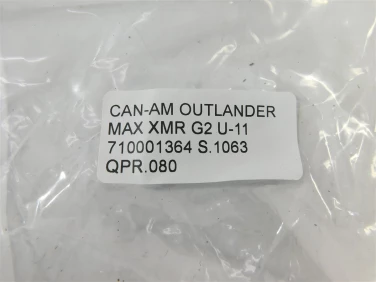 CAN-AM OUTLANDER
MAX XMR G2 U-11
710001364 S.1063
QPR.080